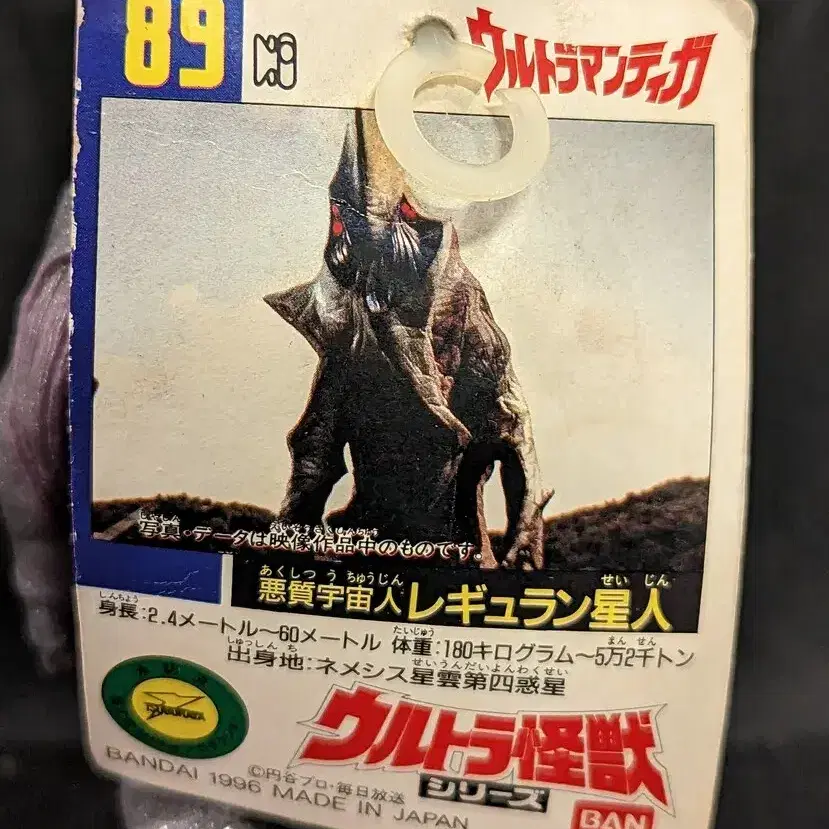 89
ウルトラマンティガ
写真・データは映像作品中のものです。
悪質宇宙人レギュラン星人
身長:2.4メートル〜60メートル 体重:180キログラム〜5万2千トン
出身地:ネメシス星雲第四惑星
TSUBURAYA
ウルトラ怪獣
シリーズ
©円谷プロ・毎日放送
BANDAI 1996 MADE IN JAPAN
BAN